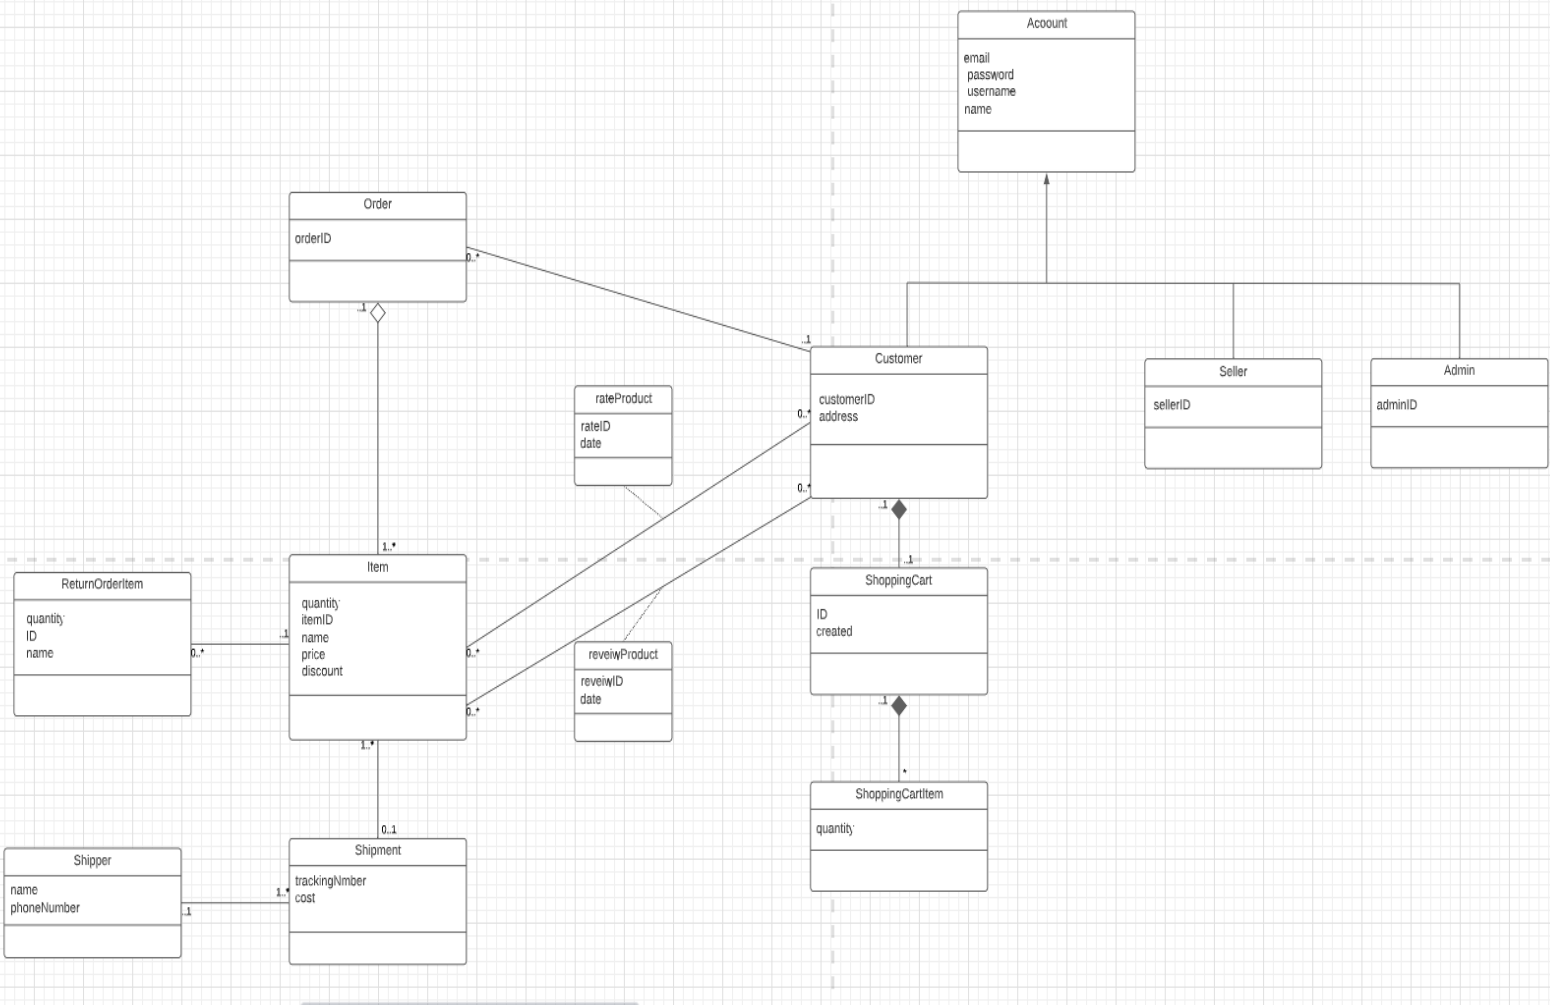 Acoount
email
password
username
name
Order
orderID
0..*
..1
..1
1..*
Customer
customerID
address
0..*
0..*
..1
Seller
sellerID
Admin
adminID
rateProduct
rateID
date
ReturnOrderItem
quantity
ID
name
0..*
..1
Item
quantity
itemID
name
price
discount
0..*
0..*
1..*
reveiwProduct
reveiwID
date
..1
ShoppingCart
ID
created
..1
*
ShoppingCartItem
quantity
0..1
Shipment
trackingNmber
cost
1..*
..1
Shipper
name
phoneNumber